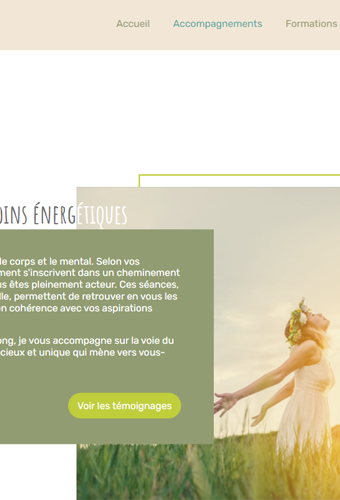 Accueil Accompagnements Formations
oins énergétiques
le corps et le mental. Selon vos
ment s'inscrivent dans un cheminement
s êtes pleinement acteur. Ces séances,
lle, permettent de retrouver en vous les
en cohérence avec vos aspirations
ong, je vous accompagne sur la voie du
cieux et unique qui mène vers vous-
Voir les témoignages